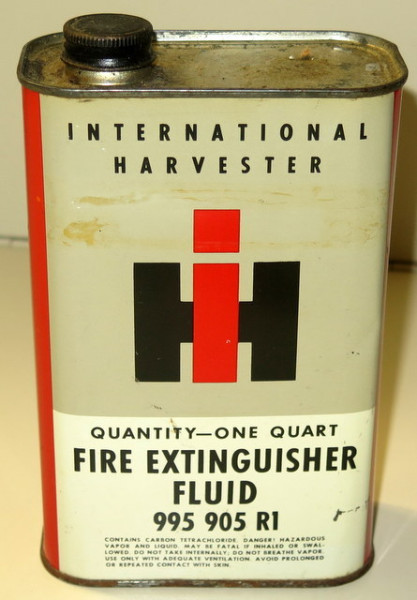 INTERNATIONAL
HARVESTER
IH
QUANTITY—ONE QUART
FIRE EXTINGUISHER
FLUID
995 905 R1
CONTAINS CARBON TETRACHLORIDE. DANGER! HAZARDOUS
VAPOR AND LIQUID. MAY BE FATAL IF INHALED OR SWAL-
LOWED. DO NOT TAKE INTERNALLY, DO NOT BREATHE VAPOR.
USE ONLY WITH ADEQUATE VENTILATION. AVOID PROLONGED
OR REPEATED CONTACT WITH SKIN.